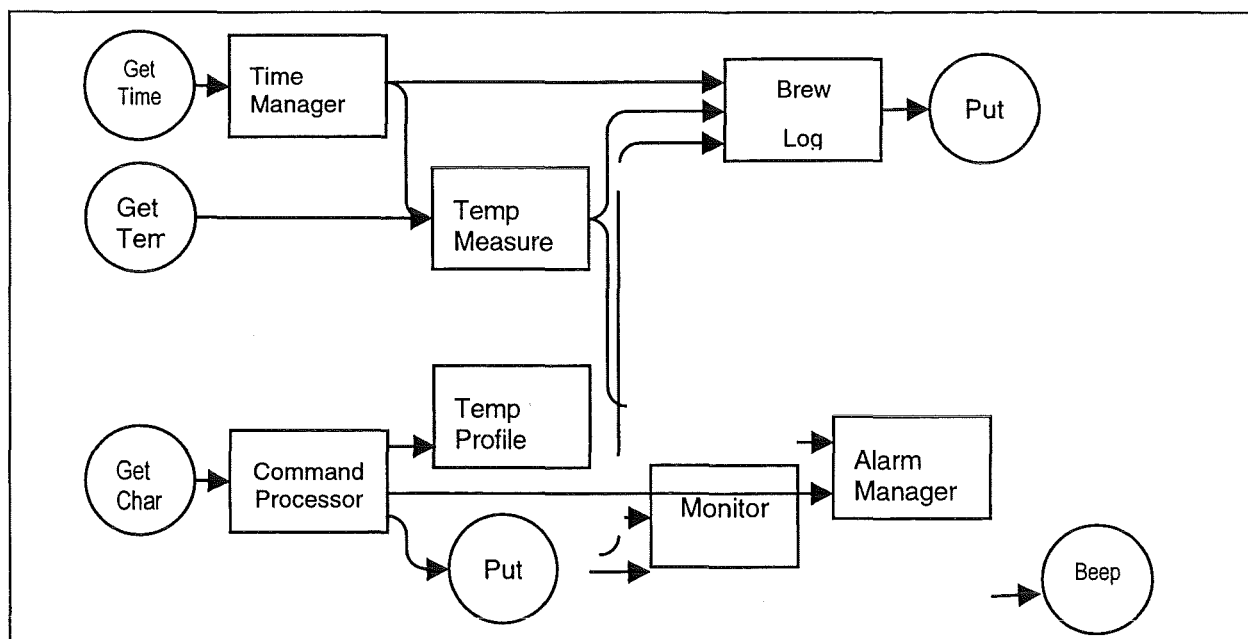 Get
Time
Time
Manager
Brew
Log
Put
Get
Tem
Temp
Measure
Temp
Profile
Get
Char
Command
Processor
Put
Monitor
Alarm
Manager
Beep